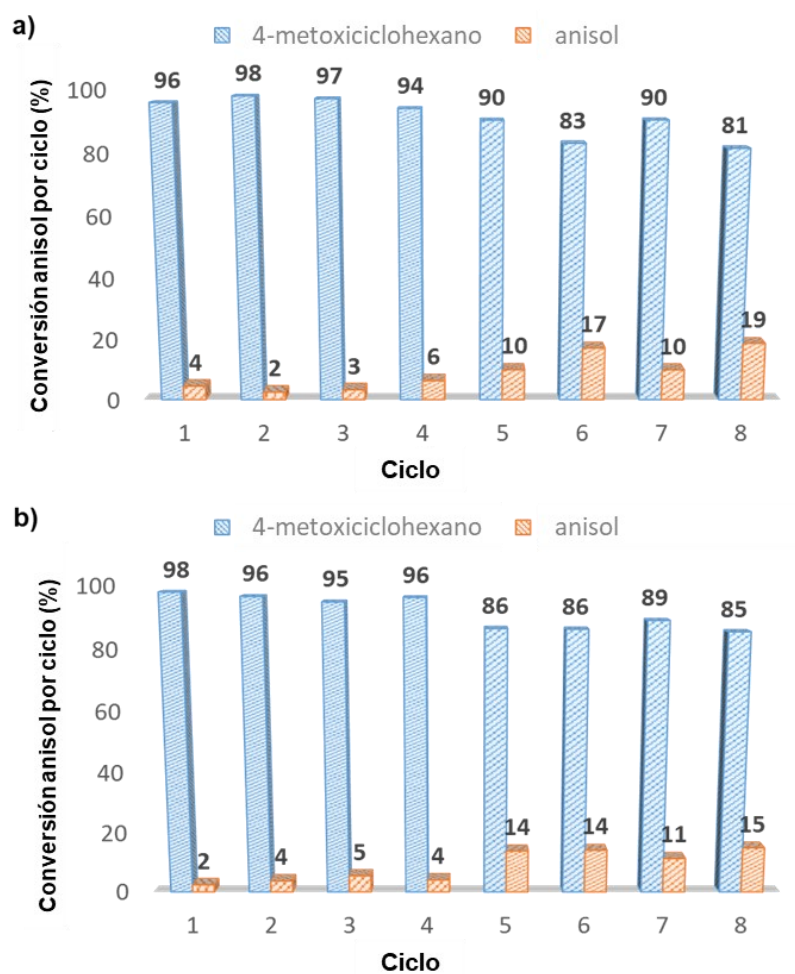 a)
4-metoxiciclohexano anisol
Conversión anisol por ciclo (%)
100
80
60
40
20
0
96 98 97 94 90 83 90 81
4 2 3 6 10 17 10 19
1 2 3 4 5 6 7 8
Ciclo
b)
4-metoxiciclohexano anisol
Conversión anisol por ciclo (%)
100
80
60
40
20
0
98 96 95 96 86 86 89 85
2 4 5 4 14 14 11 15
1 2 3 4 5 6 7 8
Ciclo